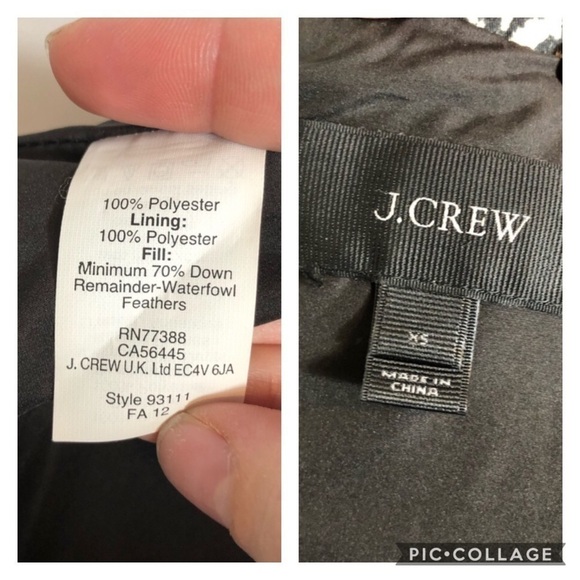 100% Polyester
Lining:
100% Polyester
Fill:
Minimum 70% Down
Remainder-Waterfowl
Feathers
RN77388
CA56445
J. CREW U.K. Ltd EC4V 6JA
Style 93111
FA 12
J.CREW
XS
MADE IN
CHINA
PIC•COLLAGE